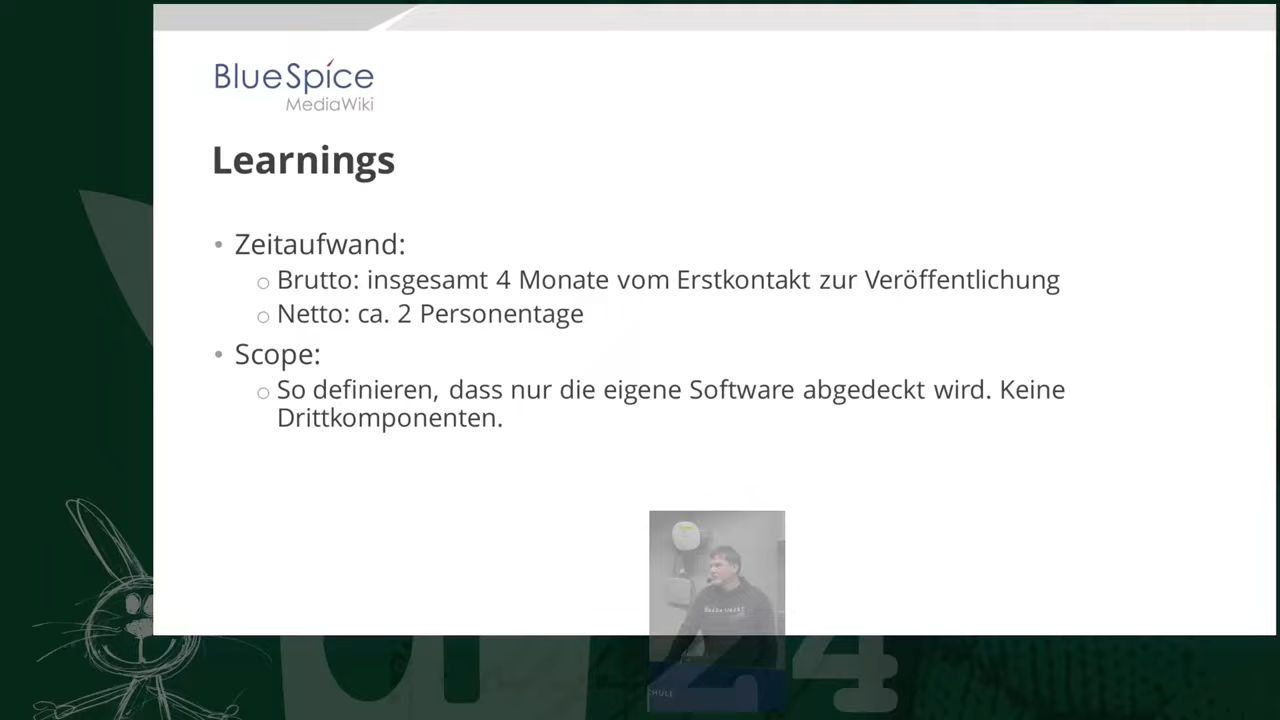 BlueSpice
MediaWiki
Learnings
• Zeitaufwand:
○ Brutto: insgesamt 4 Monate vom Erstkontakt zur Veröffentlichung
○ Netto: ca. 2 Personentage
• Scope:
○ So definieren, dass nur die eigene Software abgedeckt wird. Keine
Drittkomponenten.
24